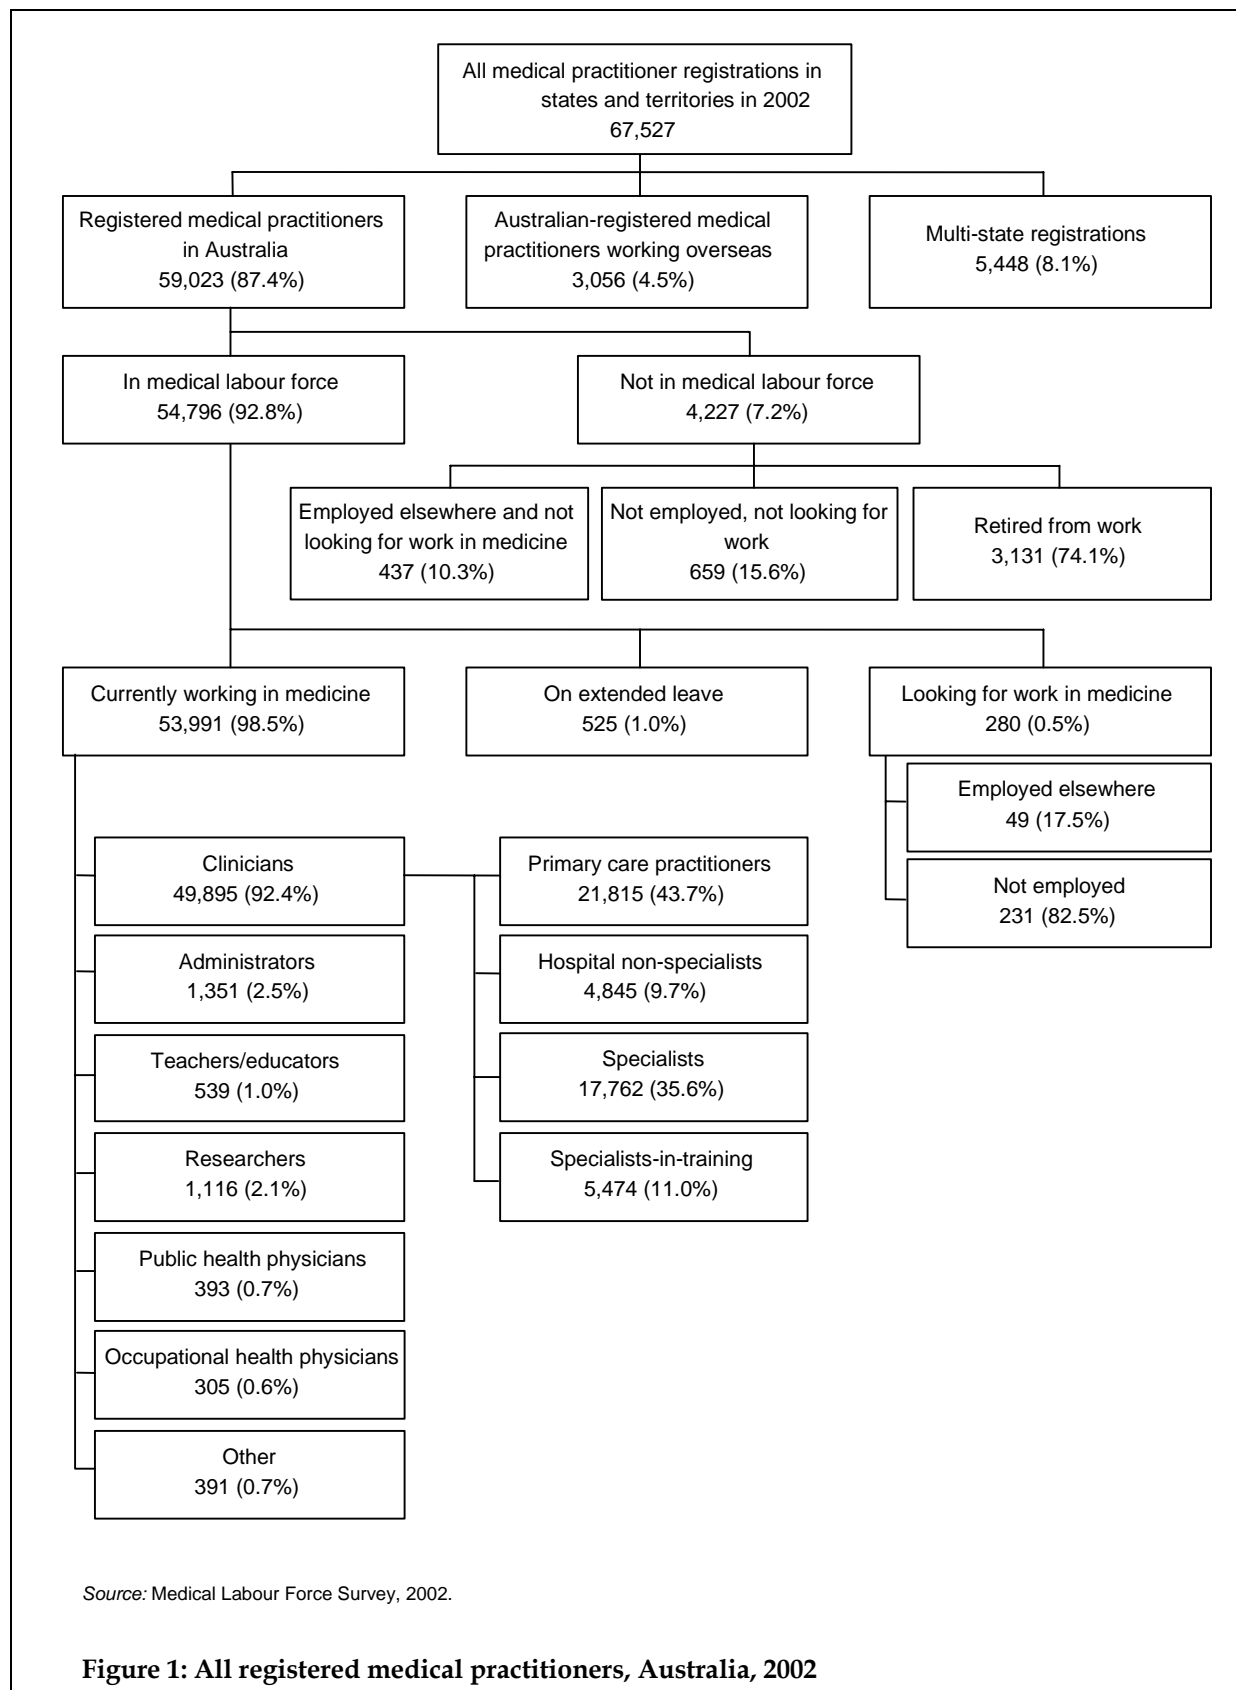 All medical practitioner registrations in
states and territories in 2002
67,527
Registered medical practitioners
in Australia
59,023 (87.4%)
Australian-registered medical
practitioners working overseas
3,056 (4.5%)
Multi-state registrations
5,448 (8.1%)
In medical labour force
54,796 (92.8%)
Not in medical labour force
4,227 (7.2%)
Employed elsewhere and not
looking for work in medicine
437 (10.3%)
Not employed, not looking for
work
659 (15.6%)
Retired from work
3,131 (74.1%)
Currently working in medicine
53,991 (98.5%)
On extended leave
525 (1.0%)
Looking for work in medicine
280 (0.5%)
Employed elsewhere
49 (17.5%)
Not employed
231 (82.5%)
Clinicians
49,895 (92.4%)
Administrators
1,351 (2.5%)
Teachers/educators
539 (1.0%)
Researchers
1,116 (2.1%)
Public health physicians
393 (0.7%)
Occupational health physicians
305 (0.6%)
Other
391 (0.7%)
Primary care practitioners
21,815 (43.7%)
Hospital non-specialists
4,845 (9.7%)
Specialists
17,762 (35.6%)
Specialists-in-training
5,474 (11.0%)
Source: Medical Labour Force Survey, 2002.
Figure 1: All registered medical practitioners, Australia, 2002